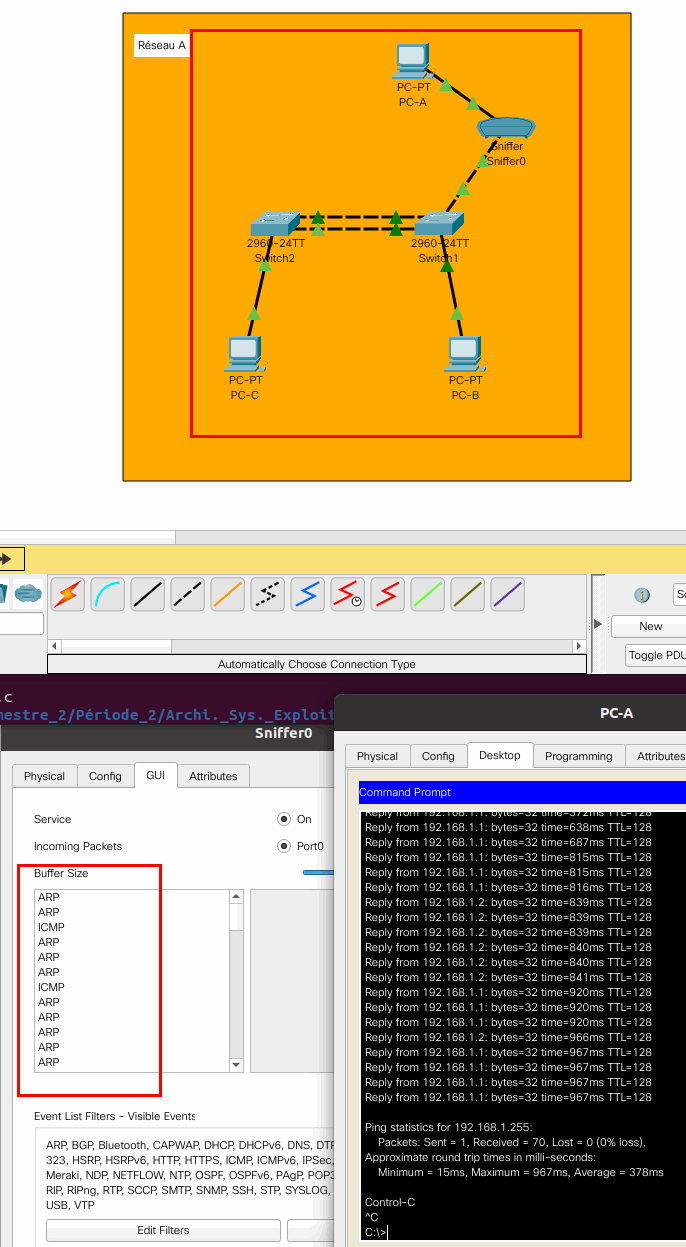 Réseau A
PC-PT
PC-A
Sniffer
Sniffer0
2960-24TT
Switch2
2960-24TT
Switch1
PC-PT
PC-C
PC-PT
PC-B
New
Automatically Choose Connection Type
Toggle PDU
.c
mestre_2/Période_2/Archi._Sys._Exploit
Sniffer0
Physical Config GUI Attributes
Service On
Incoming Packets Port0
Buffer Size
ARP
ARP
ICMP
ARP
ARP
ARP
ICMP
ARP
ARP
ARP
ARP
ARP
Event List Filters - Visible Events
ARP, BGP, Bluetooth, CAPWAP, DHCP, DHCPv6, DNS, DTP
323, HSRP, HSRPv6, HTTP, HTTPS, ICMP, ICMPv6, IPSec,
Meraki, NDP, NETFLOW, NTP, OSPF, OSPFv6, PAgP, POP3
RIP, RIPng, RTP, SCCP, SMTP, SNMP, SSH, STP, SYSLOG,
USB, VTP
Edit Filters
PC-A
Physical Config Desktop Programming Attributes
Command Prompt
Reply from 192.168.1.1: bytes=32 time=372ms TTL=128
Reply from 192.168.1.1: bytes=32 time=638ms TTL=128
Reply from 192.168.1.1: bytes=32 time=687ms TTL=128
Reply from 192.168.1.1: bytes=32 time=815ms TTL=128
Reply from 192.168.1.1: bytes=32 time=815ms TTL=128
Reply from 192.168.1.1: bytes=32 time=816ms TTL=128
Reply from 192.168.1.2: bytes=32 time=839ms TTL=128
Reply from 192.168.1.2: bytes=32 time=839ms TTL=128
Reply from 192.168.1.2: bytes=32 time=839ms TTL=128
Reply from 192.168.1.2: bytes=32 time=840ms TTL=128
Reply from 192.168.1.2: bytes=32 time=840ms TTL=128
Reply from 192.168.1.2: bytes=32 time=841ms TTL=128
Reply from 192.168.1.1: bytes=32 time=920ms TTL=128
Reply from 192.168.1.1: bytes=32 time=920ms TTL=128
Reply from 192.168.1.1: bytes=32 time=920ms TTL=128
Reply from 192.168.1.2: bytes=32 time=966ms TTL=128
Reply from 192.168.1.1: bytes=32 time=967ms TTL=128
Reply from 192.168.1.1: bytes=32 time=967ms TTL=128
Reply from 192.168.1.1: bytes=32 time=967ms TTL=128
Reply from 192.168.1.1: bytes=32 time=967ms TTL=128
Ping statistics for 192.168.1.255:
Packets: Sent = 1, Received = 70, Lost = 0 (0% loss),
Approximate round trip times in milli-seconds:
Minimum = 15ms, Maximum = 967ms, Average = 378ms
Control-C
^C
C:\>